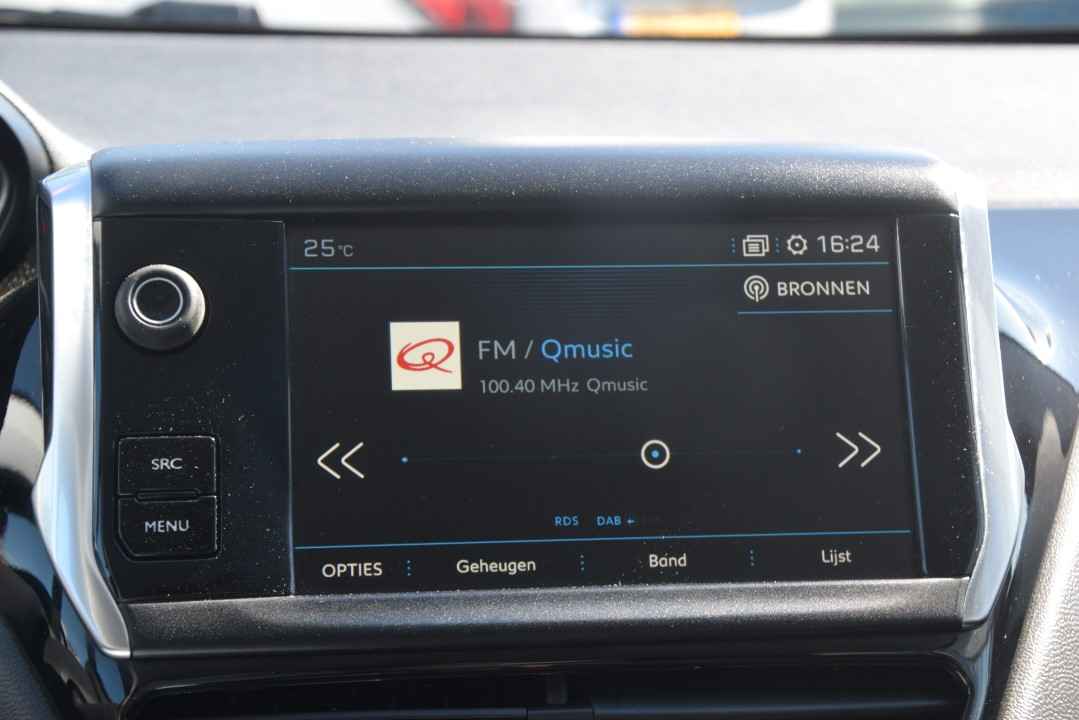 25°C
16:24
BRONNEN
FM / Qmusic
100.40 MHz Qmusic
SRC
MENU
RDS DAB
OPTIES Geheugen Band Lijst